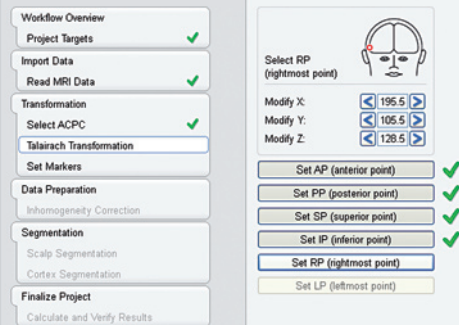 Workflow Overview
Project Targets
Import Data
Read MRI Data
Transformation
Select ACPC
Talairach Transformation
Set Markers
Data Preparation
Inhomogeneity Correction
Segmentation
Scalp Segmentation
Cortex Segmentation
Finalize Project
Calculate and Verify Results
Select RP
(rightmost point)
Modify X: < 195.5 >
Modify Y: < 105.5 >
Modify Z: < 128.5 >
Set AP (anterior point)
Set PP (posterior point)
Set SP (superior point)
Set IP (inferior point)
Set RP (rightmost point)
Set LP (leftmost point)